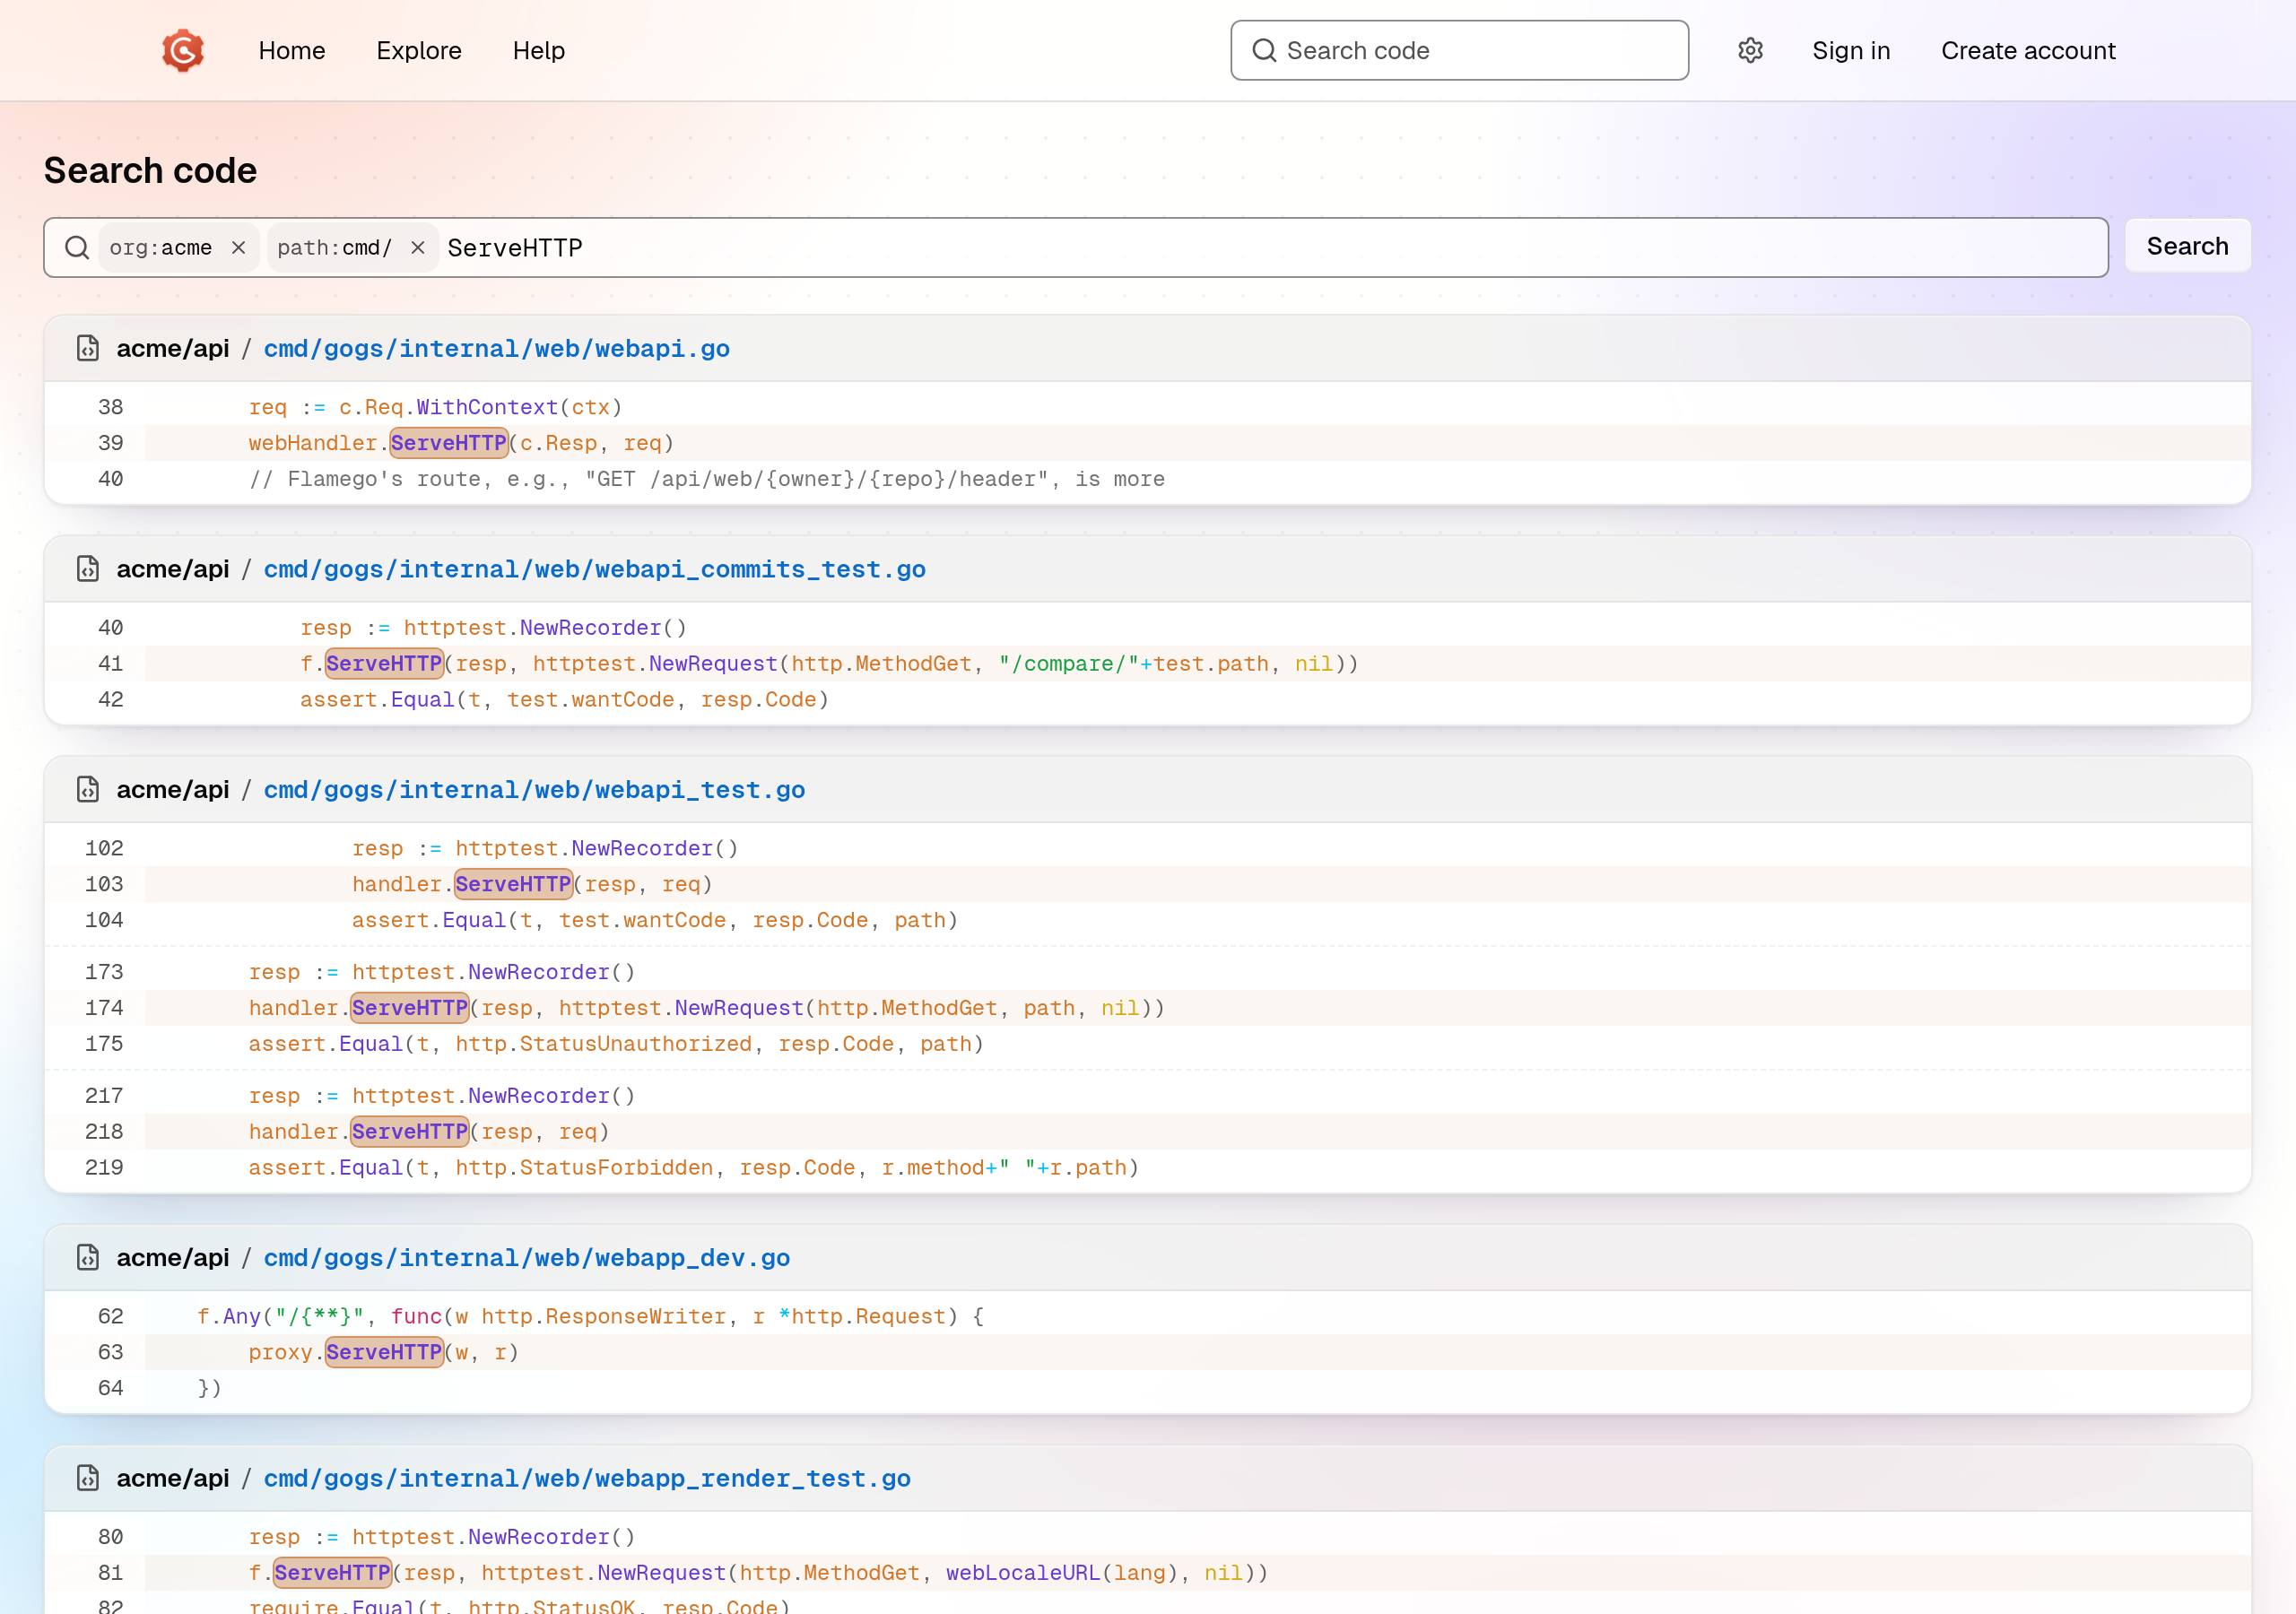 Home Explore Help Search code Sign in Create account
Search code
org:acme path:cmd/ ServeHTTP Search
acme/api / cmd/gogs/internal/web/webapi.go
38 req := c.Req.WithContext(ctx)
39 webHandler.ServeHTTP(c.Resp, req)
40 // Flamego's route, e.g., "GET /api/web/{owner}/{repo}/header", is more
acme/api / cmd/gogs/internal/web/webapi_commits_test.go
40 resp := httptest.NewRecorder()
41 f.ServeHTTP(resp, httptest.NewRequest(http.MethodGet, "/compare/"+test.path, nil))
42 assert.Equal(t, test.wantCode, resp.Code)
acme/api / cmd/gogs/internal/web/webapi_test.go
102 resp := httptest.NewRecorder()
103 handler.ServeHTTP(resp, req)
104 assert.Equal(t, test.wantCode, resp.Code, path)
173 resp := httptest.NewRecorder()
174 handler.ServeHTTP(resp, httptest.NewRequest(http.MethodGet, path, nil))
175 assert.Equal(t, http.StatusUnauthorized, resp.Code, path)
217 resp := httptest.NewRecorder()
218 handler.ServeHTTP(resp, req)
219 assert.Equal(t, http.StatusForbidden, resp.Code, r.method+" "+r.path)
acme/api / cmd/gogs/internal/web/webapp_dev.go
62 f.Any("/{**}", func(w http.ResponseWriter, r *http.Request) {
63 proxy.ServeHTTP(w, r)
64 })
acme/api / cmd/gogs/internal/web/webapp_render_test.go
80 resp := httptest.NewRecorder()
81 f.ServeHTTP(resp, httptest.NewRequest(http.MethodGet, webLocaleURL(lang), nil))
82 require.Equal(t, http.StatusOK, resp.Code)